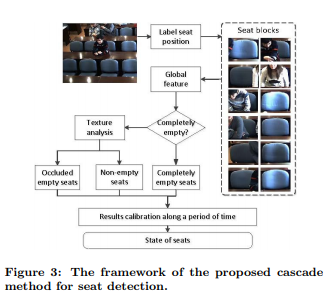 Label seat
position
Seat blocks
Global
feature
Texture
analysis
Completely
empty?
Occluded
empty seats
Non-empty
seats
Completely
empty seats
Results calibration along a period of time
State of seats
Figure 3: The framework of the proposed cascade
method for seat detection.